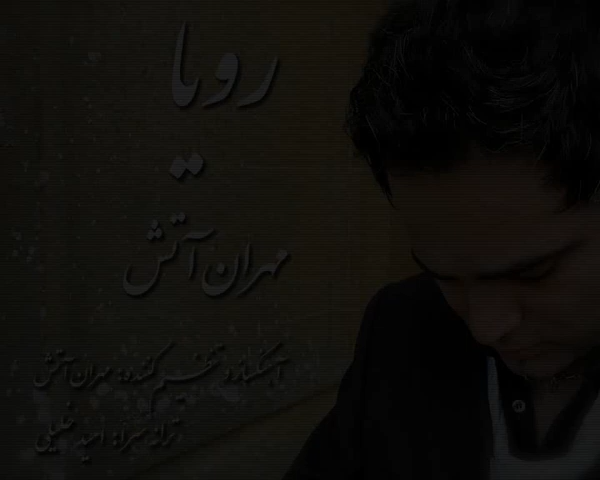 رویا
مهران آتش
آهنگساز و تنظیم کننده: مهران آتش
ترانه سرا: امید خلیلی